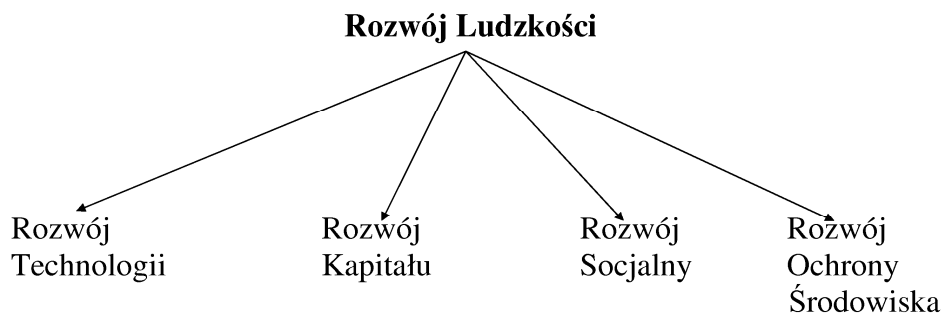 Rozwój Ludzkości
Rozwój
Technologii
Rozwój
Kapitału
Rozwój
Socjalny
Rozwój
Ochrony
Środowiska